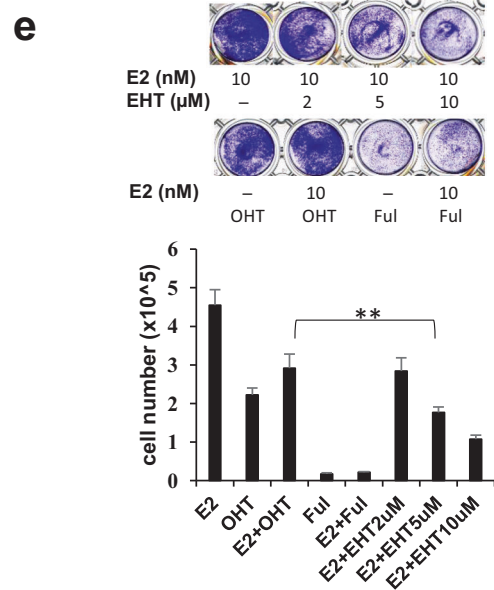 e
E2 (nM) 10 10 10 10
EHT (µM) – 2 5 10
E2 (nM) – 10 – 10
OHT OHT Ful Ful
6
5
4
3
2
1
0
cell number (x10^5)
**
E2
OHT
E2+OHT
Ful
E2+Ful
E2+EHT2uM
E2+EHT5uM
E2+EHT10uM